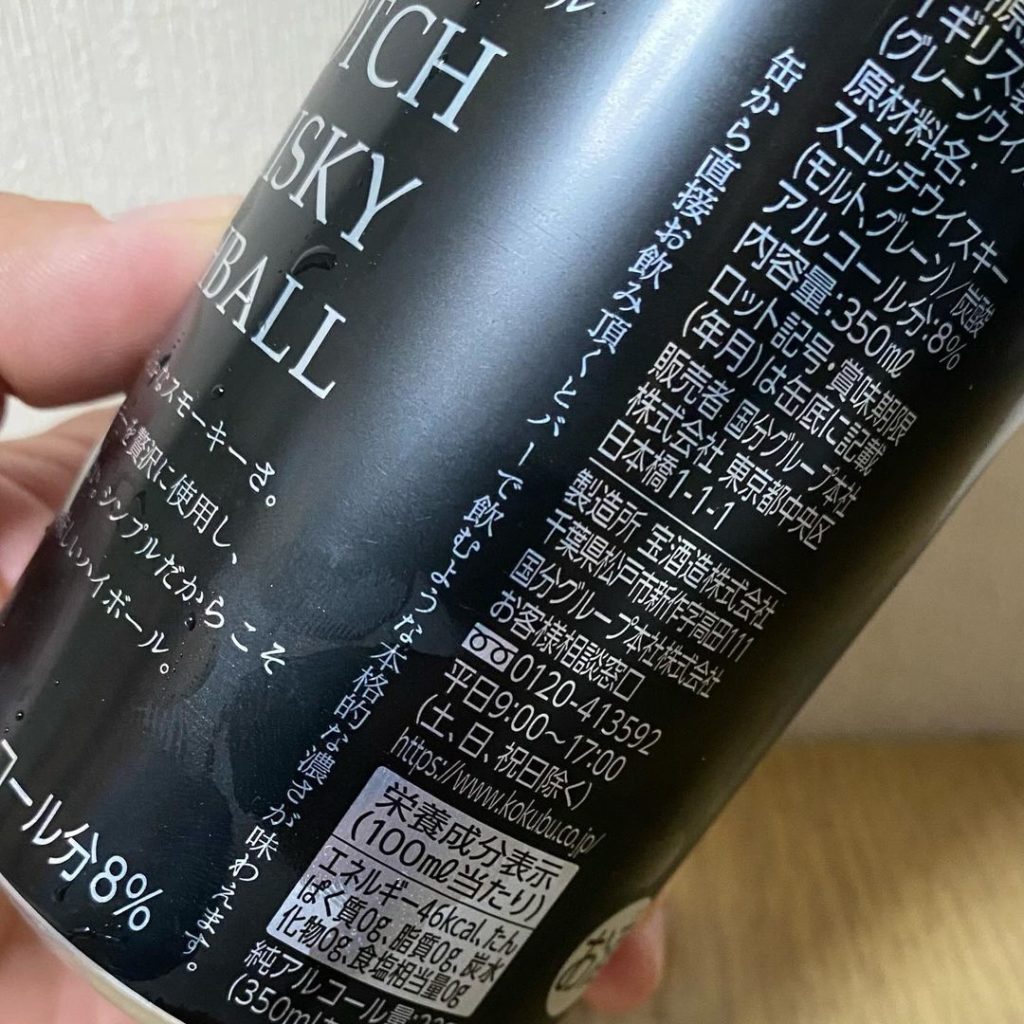 ル
TCH
ISKY
BALL
スモーキーさ。
贅沢に使用し、
シンプルだからこそ
しいハイボール。
コール分8%
缶から直接お飲み頂くとバーで飲むような本格的な濃さが味わえます。
イギリス
(グレーンウイス
原材料名:
スコッチウイスキー
(モルト、グレーン)/炭酸
アルコール分:8%
内容量:350ml
ロット記号・賞味期限
(年月)は缶底に記載
販売者 国分グループ本社
株式会社 東京都中央区
日本橋1-1-1
製造所 宝酒造株式会社
千葉県松戸市新作字高田111
国分グループ本社株式会社
お客様相談窓口
0120-413592
平日9:00~17:00
(土、日、祝日除く)
https://www.kokubu.co.jp/
栄養成分表示
(100ml当たり)
エネルギー46kcal、たん
ぱく質0g、脂質0g、炭水
化物0g、食塩相当量0g
純アルコール量:22
(350ml
お